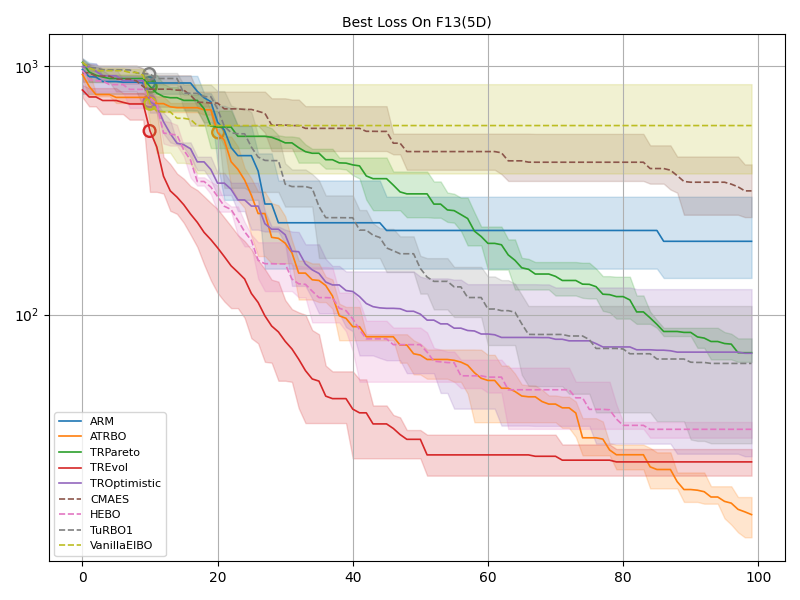 Best Loss On F13(5D)
10³
10²
ARM
ATRBO
TRPareto
TREvol
TROptimistic
CMAES
HEBO
TuRBO1
VanillaEIBO
0 20 40 60 80 100